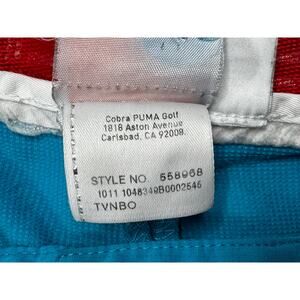 Cobra PUMA Golf
1818 Aston Avenue
Carlsbad, CA 92008.
STYLE NO. 558968
1011 1048349B0002545
TVNBO